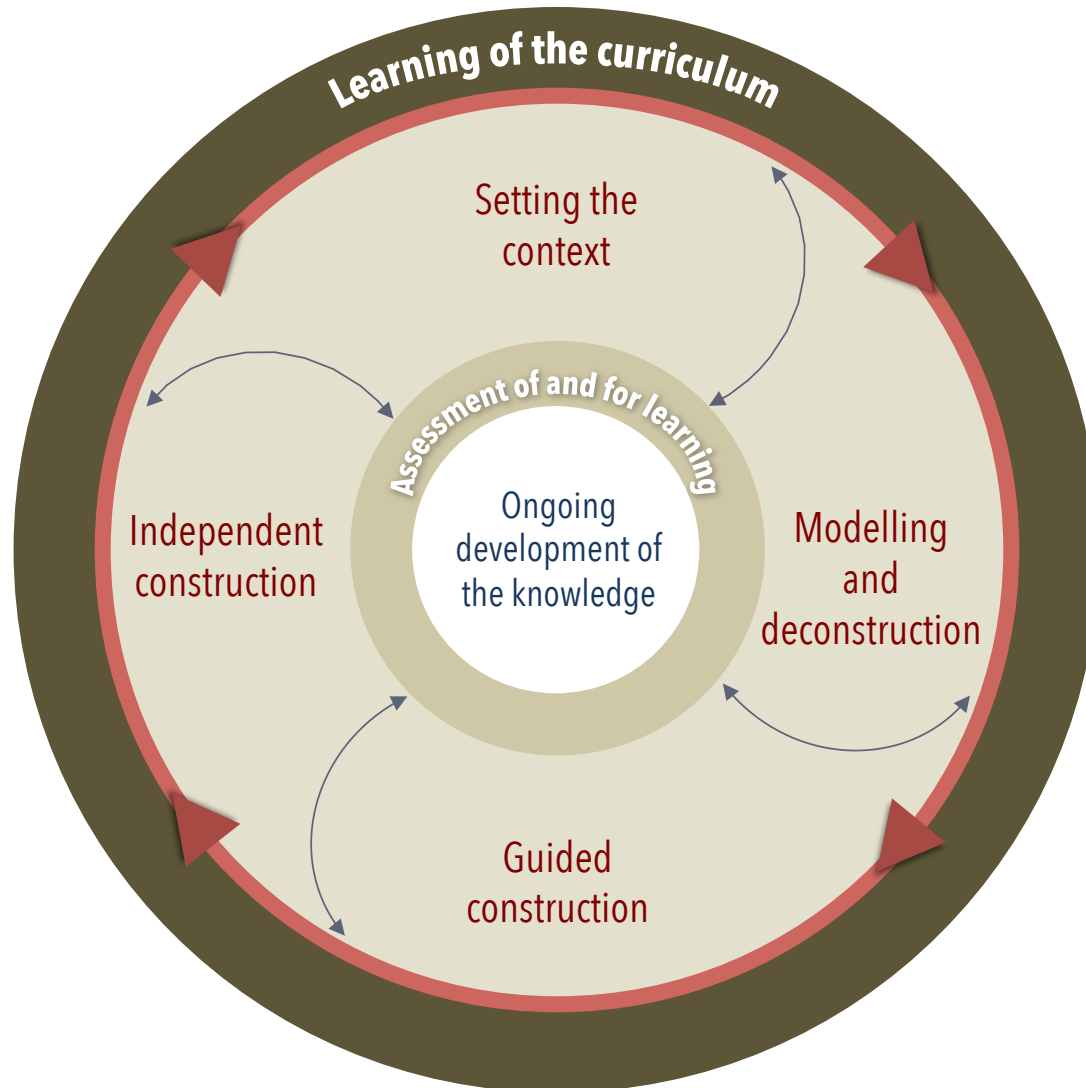 Learning of the curriculum
Setting the
context
Assessment of and for learning
Ongoing
development of
the knowledge
Independent
construction
Modelling
and
deconstruction
Guided
construction